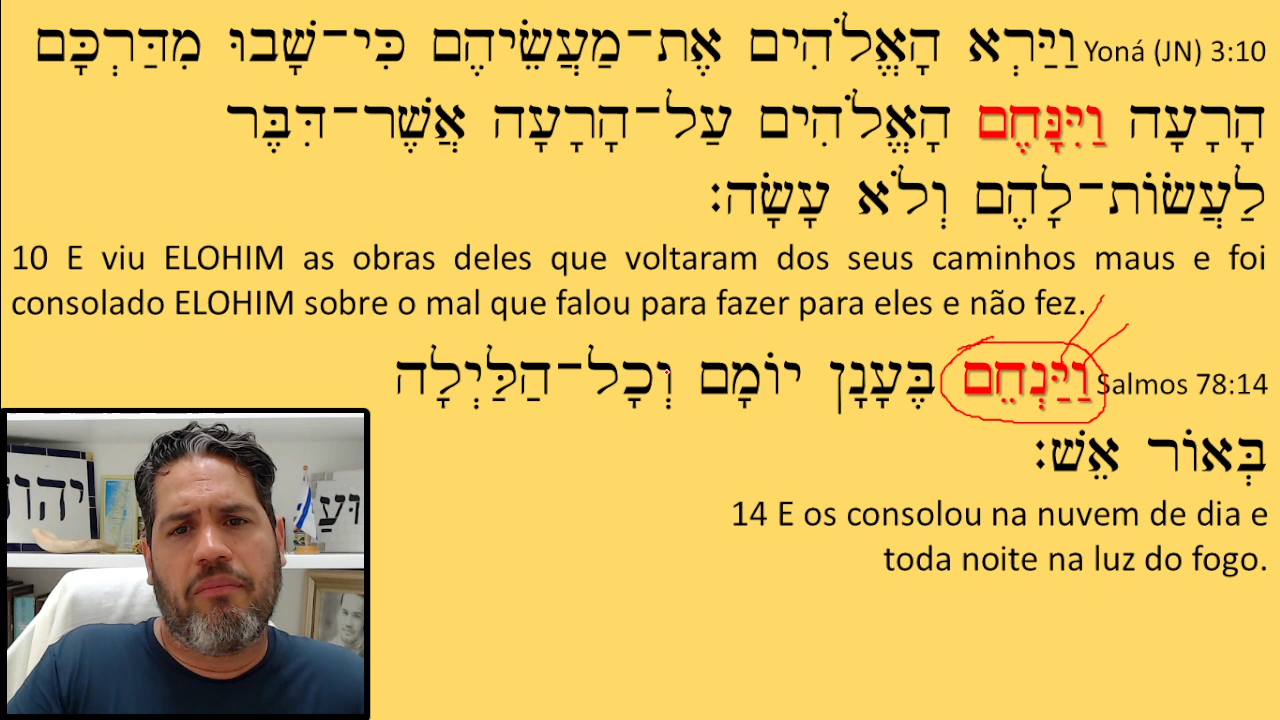 Yoná (JN) 3:10 וַיַּרְא הָאֱלֹהִים אֶת־מַעֲשֵׂיהֶם כִּי־שָׁבוּ מִדַּרְכָּם
הָרָעָה וַיִּנָּחֶם הָאֱלֹהִים עַל־הָרָעָה אֲשֶׁר־דִּבֶּר
לַעֲשׂוֹת־לָהֶם וְלֹא עָשָׂה׃
10 E viu ELOHIM as obras deles que voltaram dos seus caminhos maus e foi
consolado ELOHIM sobre o mal que falou para fazer para eles e não fez.
Salmos 78:14 וַיַּנְחֵם בֶּעָנָן יוֹמָם וְכָל־הַלַּיְלָה
בְּאוֹר אֵשׁ׃
14 E os consolou na nuvem de dia e
toda noite na luz do fogo.